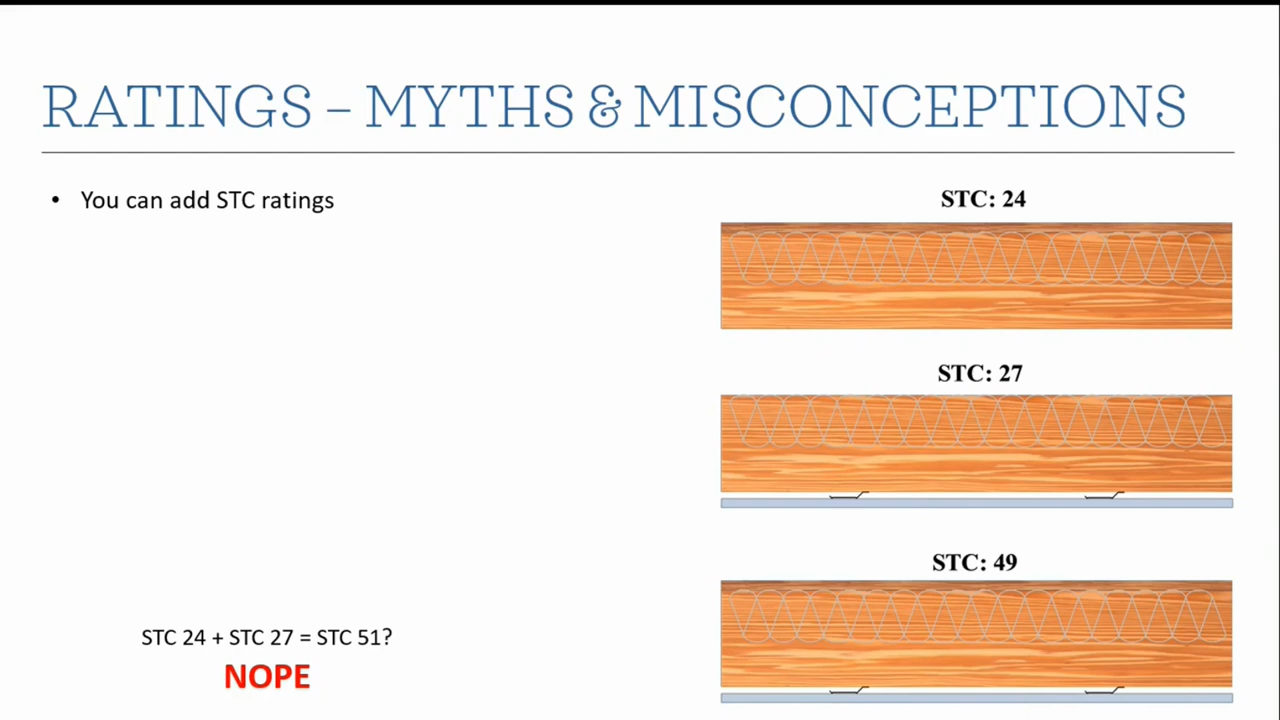 RATINGS – MYTHS & MISCONCEPTIONS
• You can add STC ratings
STC: 24
STC: 27
STC: 49
STC 24 + STC 27 = STC 51?
NOPE